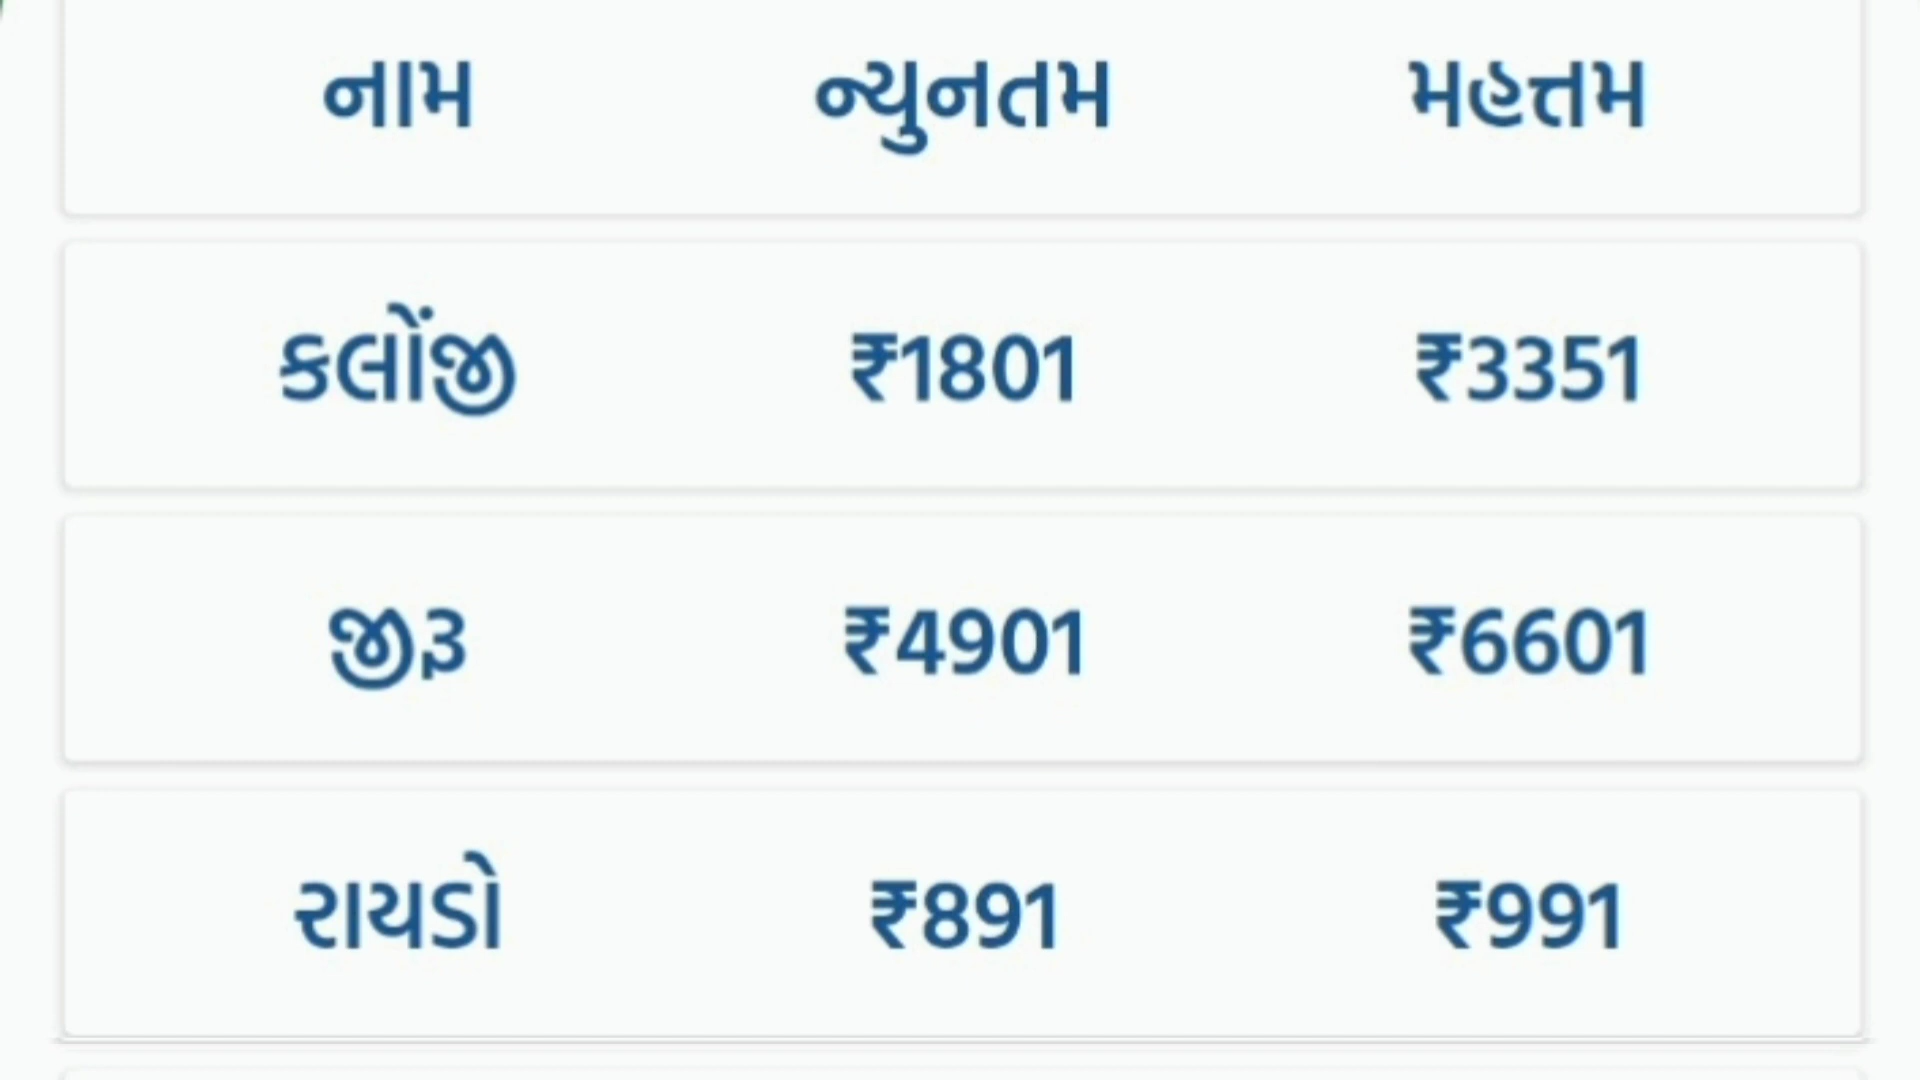 નામ ન્યુનતમ મહત્તમ
કલોંજી ₹1801 ₹3351
જીરૂ ₹4901 ₹6601
રાયડો ₹891 ₹991